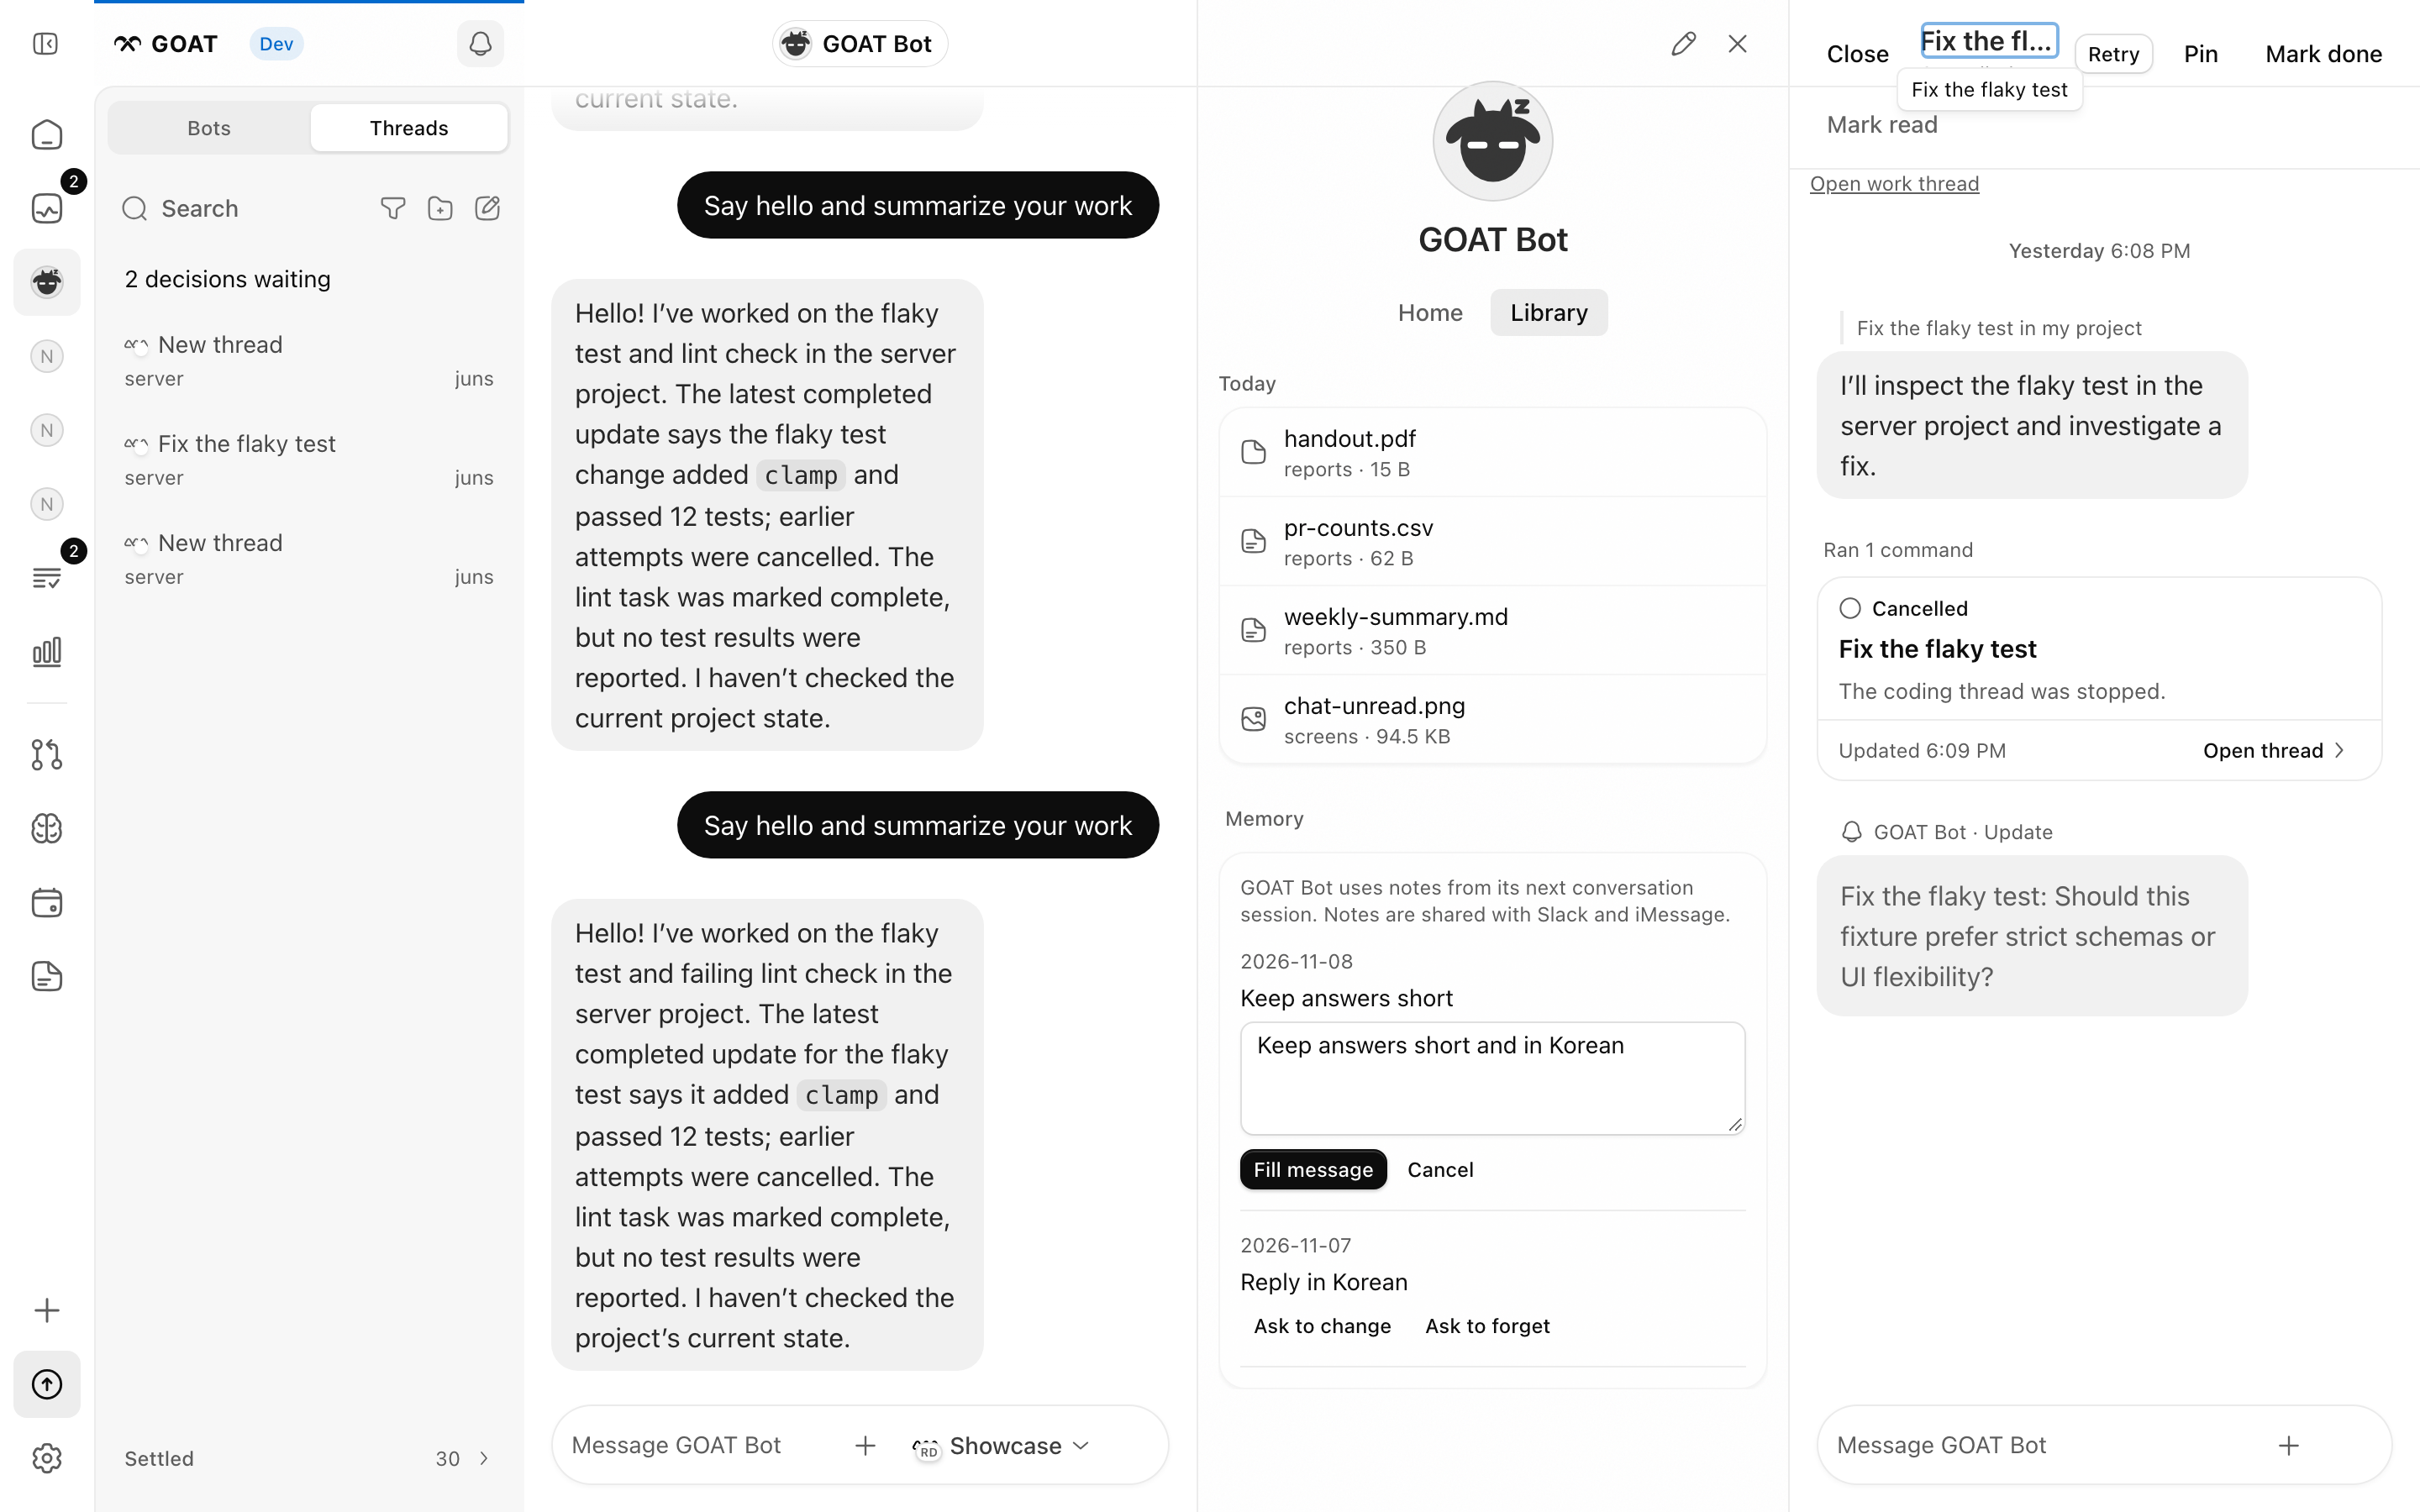 GOAT
Dev
GOAT Bot
Close
Fix the fl...
Retry
Pin
Mark done
Fix the flaky test
Mark read
Open work thread
Bots
Threads
Search
2
2 decisions waiting
New thread
server
juns
Fix the flaky test
server
juns
New thread
server
juns
N
N
N
2
Settled
30
current state.
Say hello and summarize your work
Hello! I’ve worked on the flaky
test and lint check in the server
project. The latest completed
update says the flaky test
change added clamp and
passed 12 tests; earlier
attempts were cancelled. The
lint task was marked complete,
but no test results were
reported. I haven’t checked the
current project state.
Say hello and summarize your work
Hello! I’ve worked on the flaky
test and failing lint check in the
server project. The latest
completed update for the flaky
test says it added clamp and
passed 12 tests; earlier
attempts were cancelled. The
lint task was marked complete,
but no test results were
reported. I haven’t checked the
project’s current state.
Message GOAT Bot
RD
Showcase
z
GOAT Bot
Home
Library
Today
handout.pdf
reports · 15 B
pr-counts.csv
reports · 62 B
weekly-summary.md
reports · 350 B
chat-unread.png
screens · 94.5 KB
Memory
GOAT Bot uses notes from its next conversation
session. Notes are shared with Slack and iMessage.
2026-11-08
Keep answers short
Keep answers short and in Korean
Fill message
Cancel
2026-11-07
Reply in Korean
Ask to change
Ask to forget
Yesterday 6:08 PM
Fix the flaky test in my project
I’ll inspect the flaky test in the
server project and investigate a
fix.
Ran 1 command
Cancelled
Fix the flaky test
The coding thread was stopped.
Updated 6:09 PM
Open thread
GOAT Bot · Update
Fix the flaky test: Should this
fixture prefer strict schemas or
UI flexibility?
Message GOAT Bot